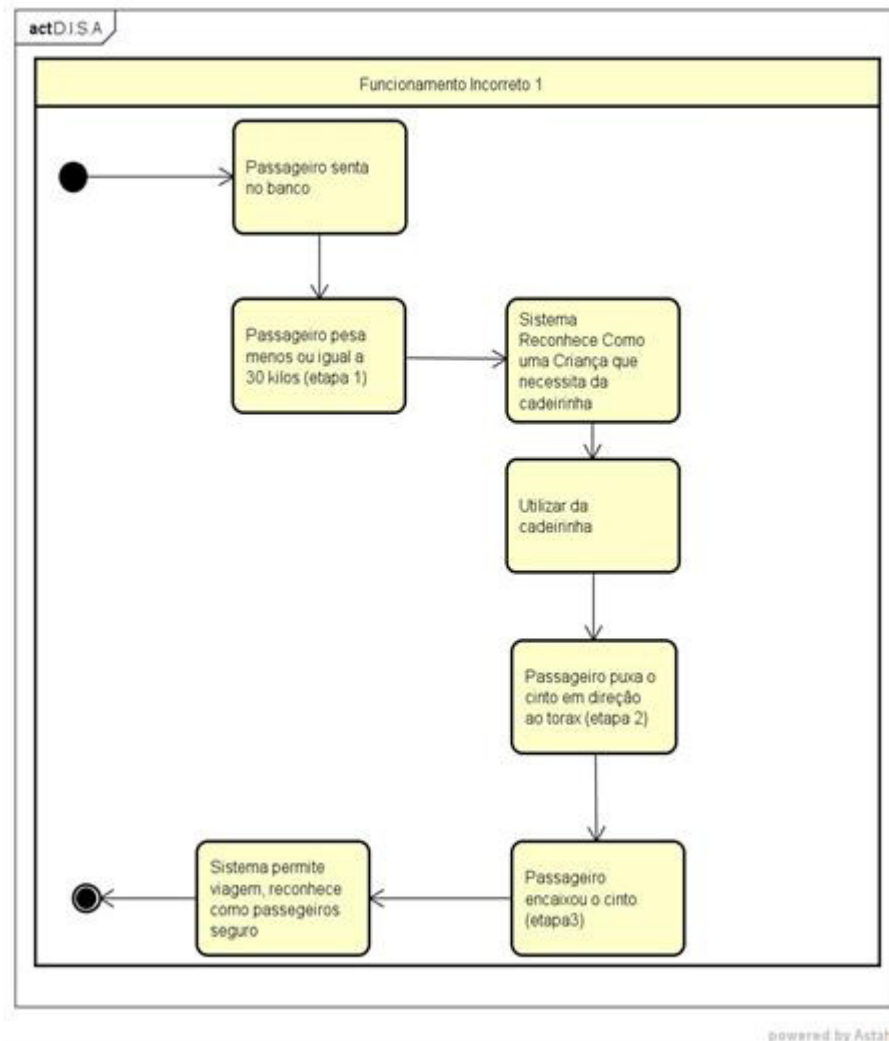 act D.I.S.A
Funcionamento Incorreto 1
Passageiro senta
no banco
Passageiro pesa
menos ou igual a
30 kilos (etapa 1)
Sistema
Reconhece Como
uma Criança que
necessita da
cadeirinha
Utilizar da
cadeirinha
Passageiro puxa o
cinto em direção
ao torax (etapa 2)
Passageiro
encaixou o cinto
(etapa3)
Sistema permite
viagem, reconhece
como passegeiros
seguro
powered by Astah